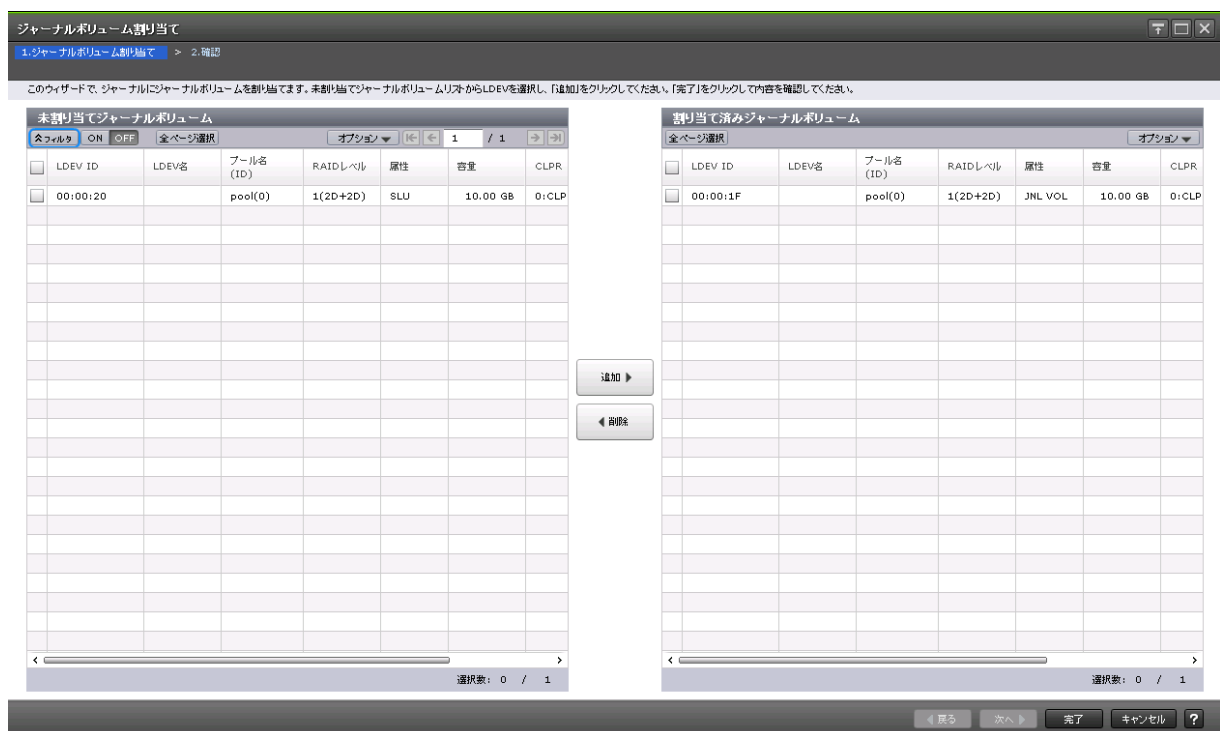 ジャーナルボリューム割り当て
1.ジャーナルボリューム割り当て > 2.確認
このウィザードで、ジャーナルにジャーナルボリュームを割り当てます。未割り当てジャーナルボリュームリストからLDEVを選択し、「追加」をクリックしてください。「完了」をクリックして内容を確認してください。
未割り当てジャーナルボリューム
フィルタ ON OFF 全ページ選択 オプション 1 / 1
LDEV ID LDEV名 プール名 (ID) RAIDレベル 属性 容量 CLPR
00:00:20 pool(0) 1(2D+2D) SLU 10.00 GB 0:CLP
選択数: 0 / 1
追加
削除
割り当て済みジャーナルボリューム
全ページ選択 オプション
LDEV ID LDEV名 プール名 (ID) RAIDレベル 属性 容量 CLPR
00:00:1F pool(0) 1(2D+2D) JNL VOL 10.00 GB 0:CLP
選択数: 0 / 1
戻る 次へ 完了 キャンセル ?